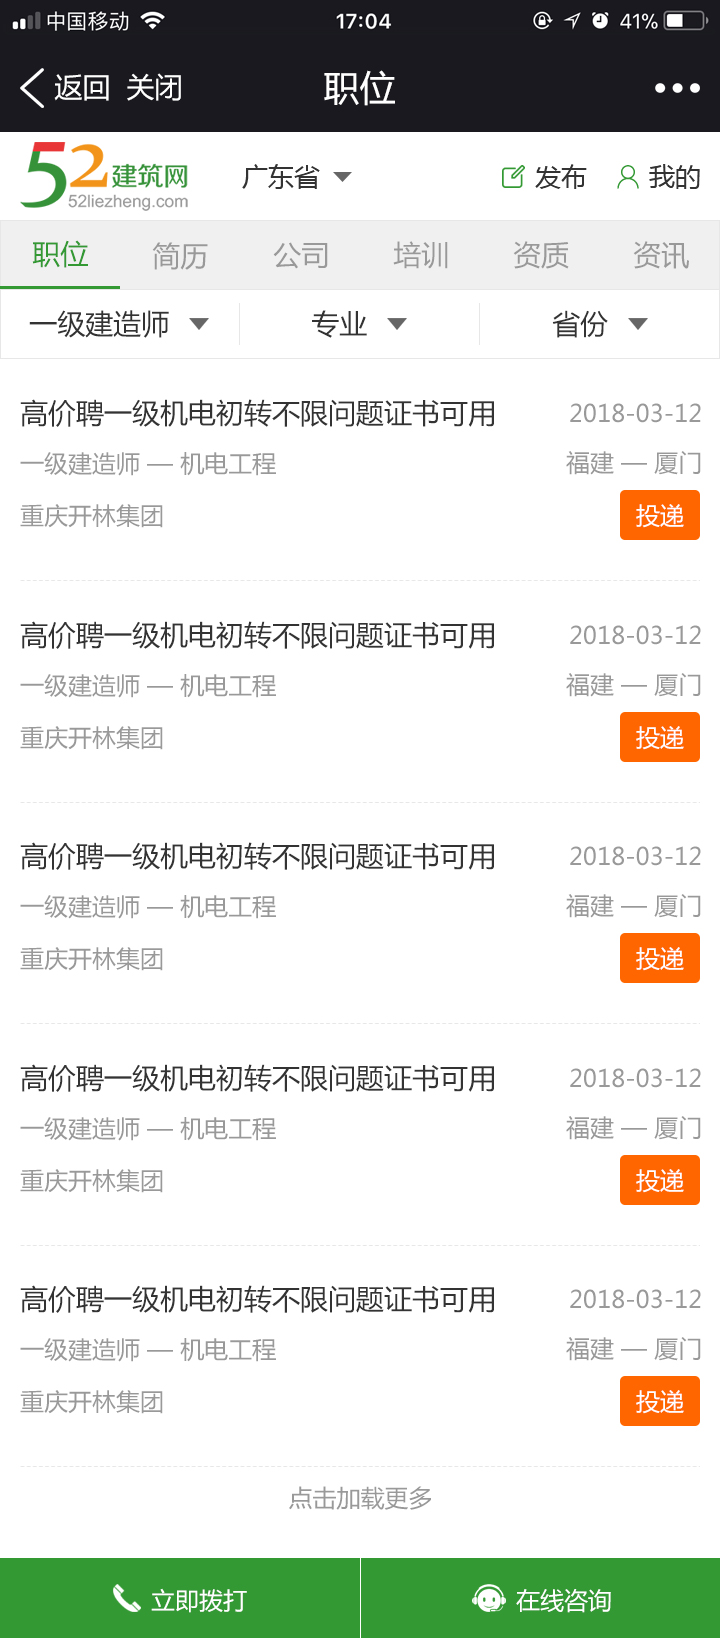 中国移动 17:04 41%
返回 关闭 职位
52建筑网 广东省 发布 我的
52liezheng.com
职位 简历 公司 培训 资质 资讯
一级建造师 专业 省份
高价聘一级机电初转不限问题证书可用 2018-03-12
一级建造师 — 机电工程 福建 — 厦门
重庆开林集团 投递
高价聘一级机电初转不限问题证书可用 2018-03-12
一级建造师 — 机电工程 福建 — 厦门
重庆开林集团 投递
高价聘一级机电初转不限问题证书可用 2018-03-12
一级建造师 — 机电工程 福建 — 厦门
重庆开林集团 投递
高价聘一级机电初转不限问题证书可用 2018-03-12
一级建造师 — 机电工程 福建 — 厦门
重庆开林集团 投递
高价聘一级机电初转不限问题证书可用 2018-03-12
一级建造师 — 机电工程 福建 — 厦门
重庆开林集团 投递
点击加载更多
立即拨打 在线咨询